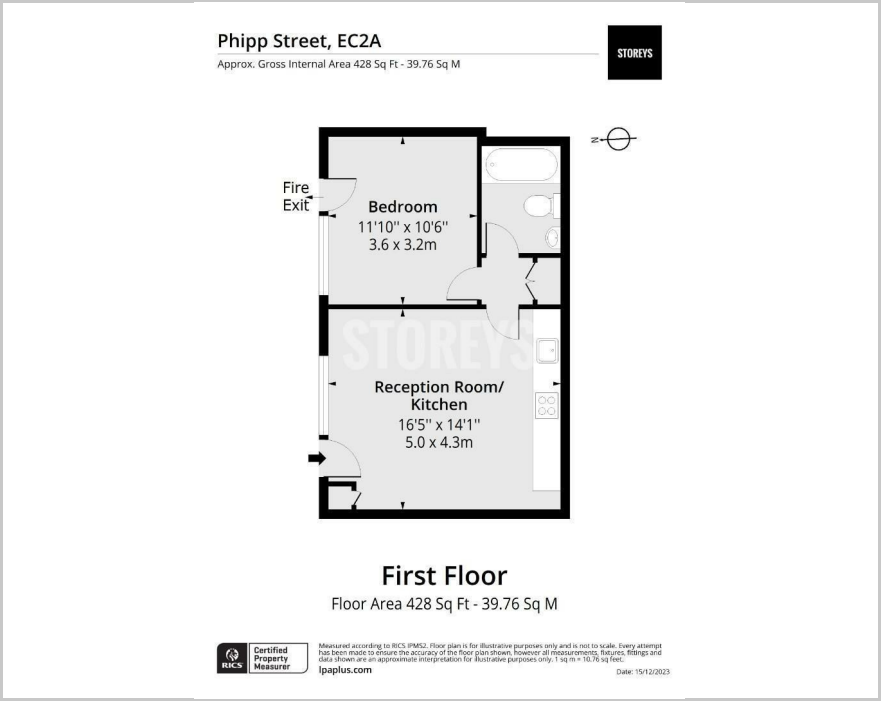 Phipp Street, EC2A
Approx. Gross Internal Area 428 Sq Ft - 39.76 Sq M
STOREYS
N
Fire
Exit
Bedroom
11'10'' x 10'6''
3.6 x 3.2m
STOREYS
Reception Room/
Kitchen
16'5'' x 14'1''
5.0 x 4.3m
First Floor
Floor Area 428 Sq Ft - 39.76 Sq M
RICS
Certified
Property
Measurer
Measured according to RICS IPMS2. Floor plan is for illustrative purposes only and is not to scale. Every attempt
has been made to ensure the accuracy of the floor plan shown, however all measurements, fixtures, fittings and
data shown are an approximate interpretation for illustrative purposes only. 1 sq m = 10.76 sq feet.
lpaplus.com
Date: 15/12/2023